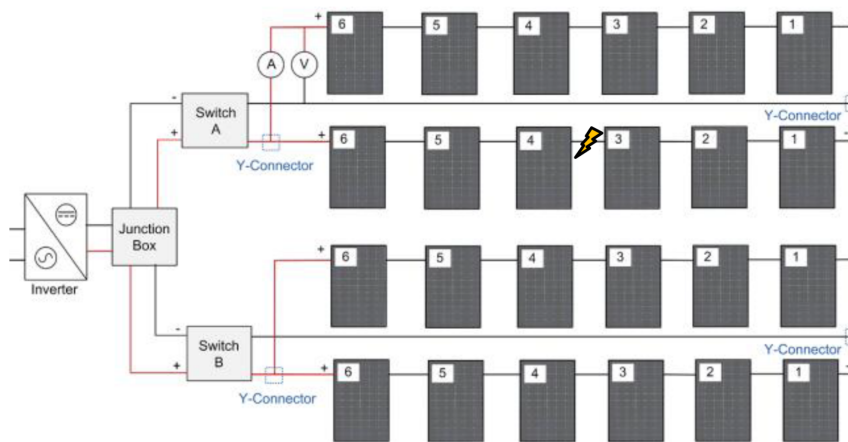 +
6
5
4
3
2
1
A
V
-
Switch
A
+
Y-Connector
Y-Connector
+
6
5
4
3
2
1
-
Junction
Box
Inverter
+
6
5
4
3
2
1
-
Switch
B
+
Y-Connector
Y-Connector
+
6
5
4
3
2
1
-